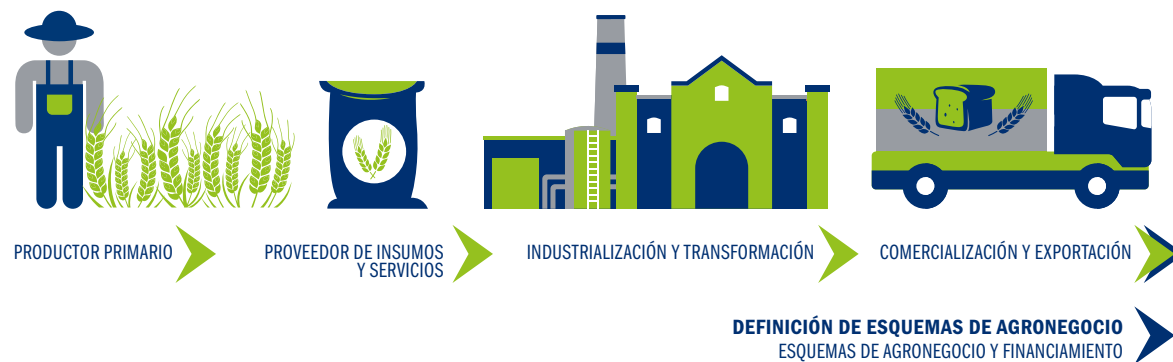 PRODUCTOR PRIMARIO
PROVEEDOR DE INSUMOS
Y SERVICIOS
INDUSTRIALIZACIÓN Y TRANSFORMACIÓN
COMERCIALIZACIÓN Y EXPORTACIÓN
DEFINICIÓN DE ESQUEMAS DE AGRONEGOCIO
ESQUEMAS DE AGRONEGOCIO Y FINANCIAMIENTO